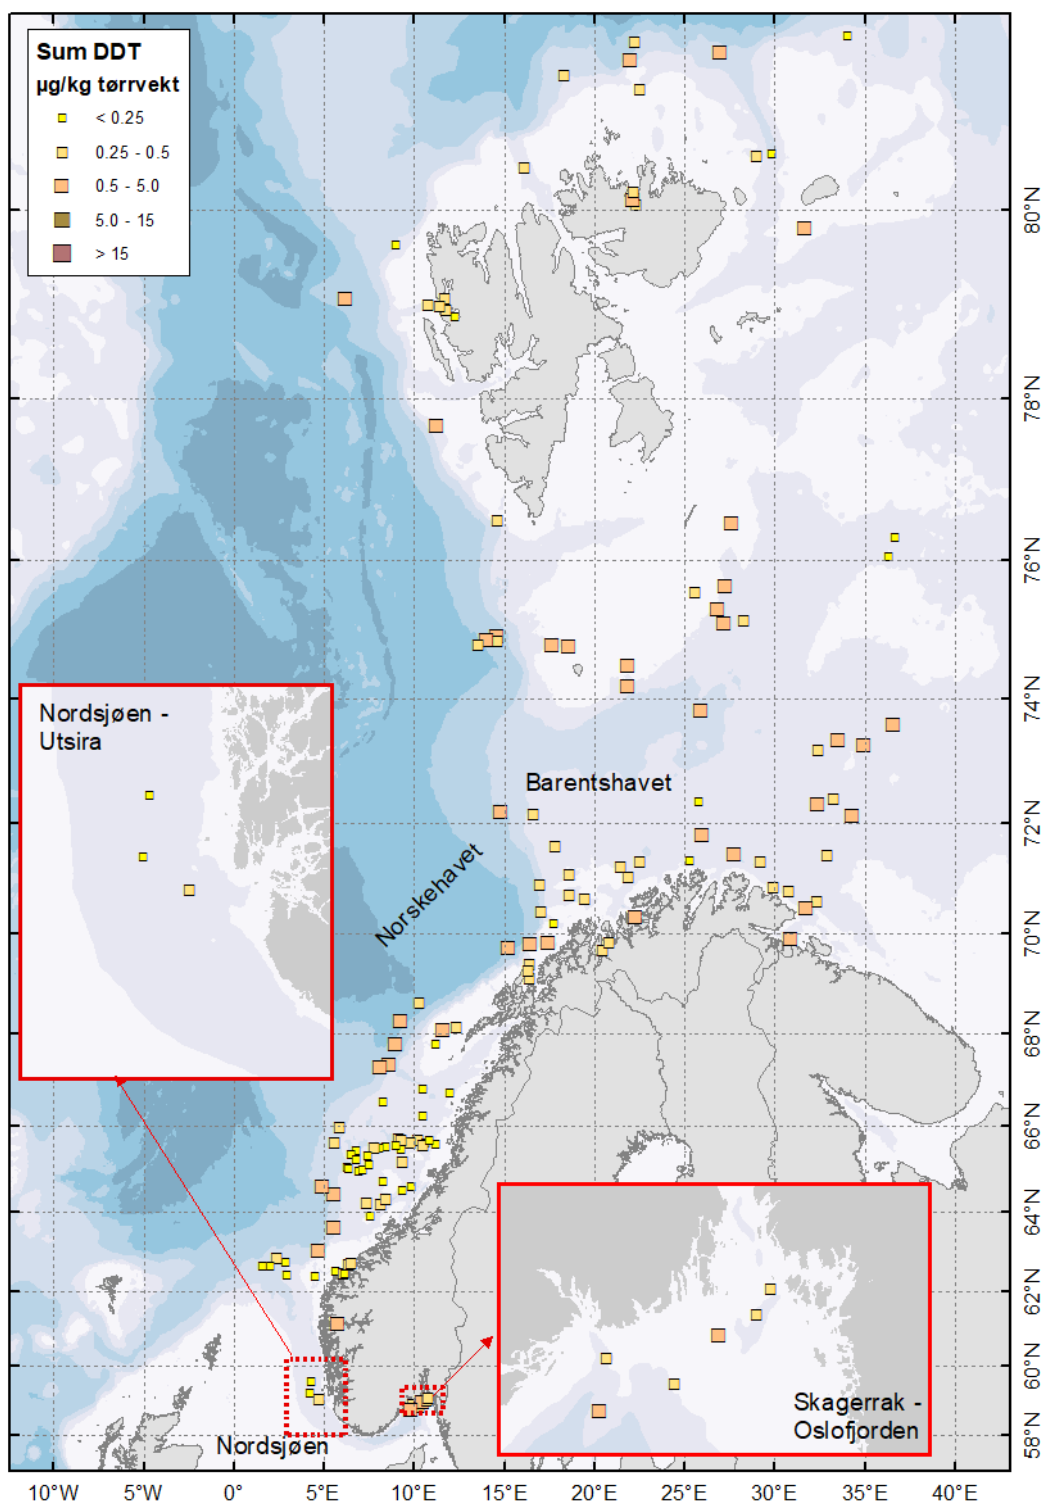 Sum DDT
µg/kg tørrvekt
< 0.25
0.25 - 0.5
0.5 - 5.0
5.0 - 15
> 15
80°N
78°N
76°N
74°N
Nordsjøen -
Utsira
Barentshavet
72°N
Norskehavet
70°N
68°N
66°N
64°N
62°N
60°N
Skagerrak -
Oslofjorden
Nordsjøen
58°N
10°W
5°W
0°
5°E
10°E
15°E
20°E
25°E
30°E
35°E
40°E